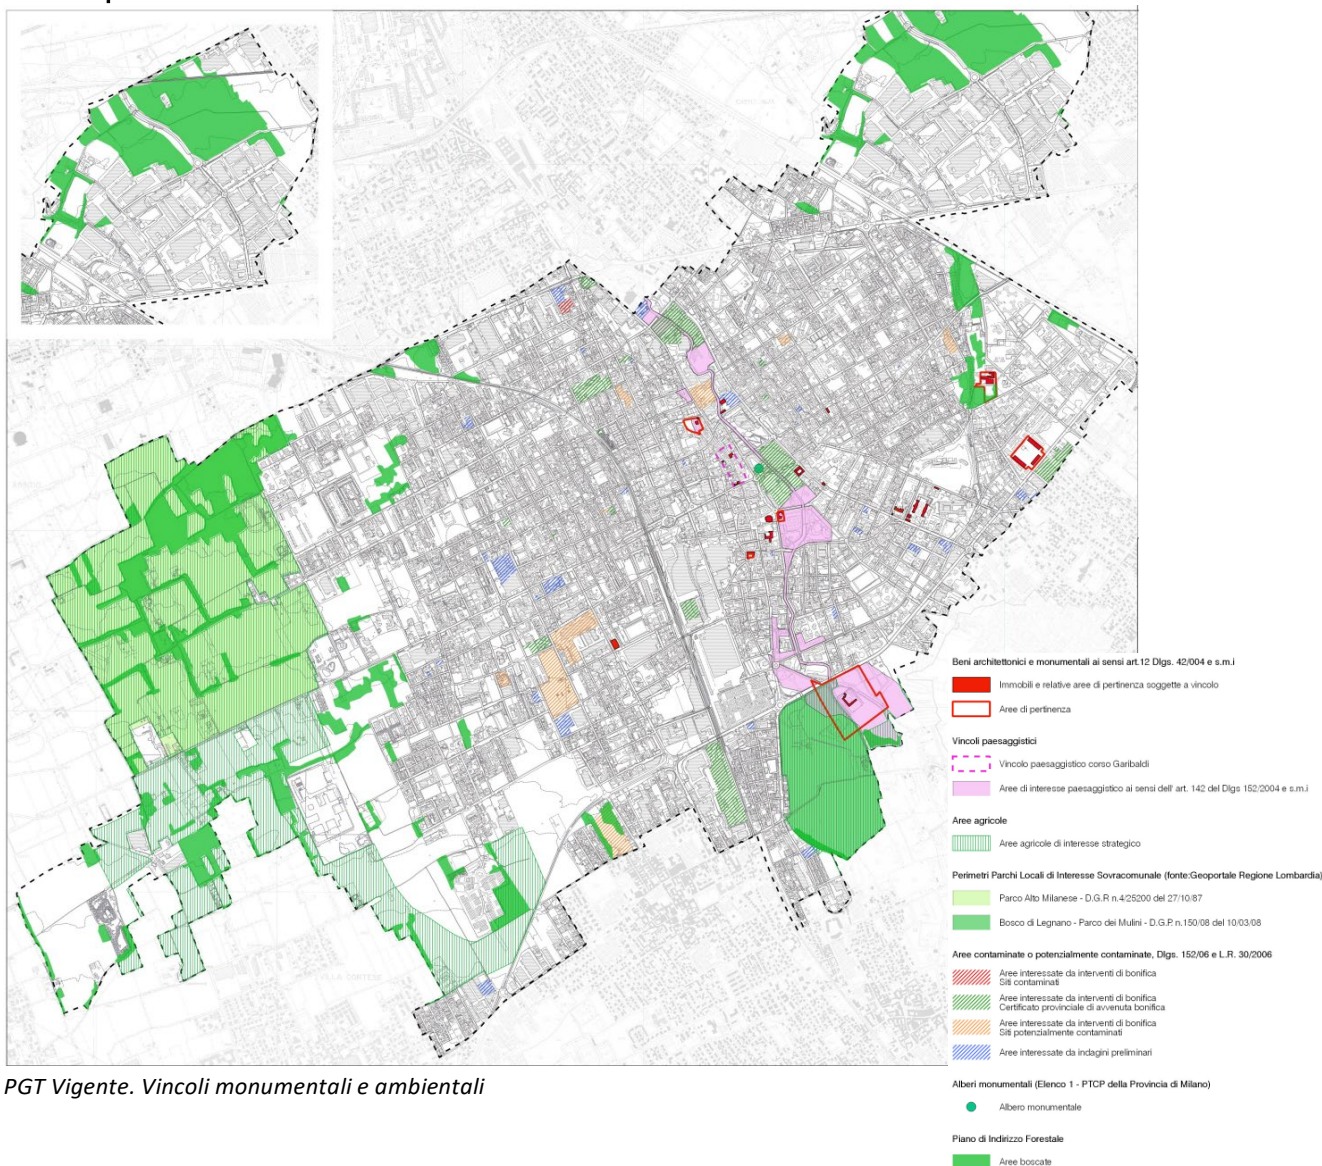 Beni architettonici e monumentali ai sensi art.12 Dlgs. 42/004 e s.m.i
Immobili e relative aree di pertinenza soggette a vincolo
Aree di pertinenza
Vincoli paesaggistici
Vincolo paesaggistico corso Garibaldi
Aree di interesse paesaggistico ai sensi dell' art. 142 del Dlgs 152/2004 e s.m.i
Aree agricole
Aree agricole di interesse strategico
Perimetri Parchi Locali di Interesse Sovracomunale (fonte:Geoportale Regione Lombardia)
Parco Alto Milanese - D.G.R n.4/25200 del 27/10/87
Bosco di Legnano - Parco dei Mulini - D.G.P. n.150/08 del 10/03/08
Aree contaminate o potenzialmente contaminate, Dlgs. 152/06 e L.R. 30/2006
Aree interessate da interventi di bonifica
Siti contaminati
Aree interessate da interventi di bonifica
Certificato provinciale di avvenuta bonifica
Aree interessate da interventi di bonifica
Siti potenzialmente contaminati
Aree interessate da indagini preliminari
PGT Vigente. Vincoli monumentali e ambientali
Alberi monumentali (Elenco 1 - PTCP della Provincia di Milano)
Albero monumentale
Piano di Indirizzo Forestale
Aree boscate